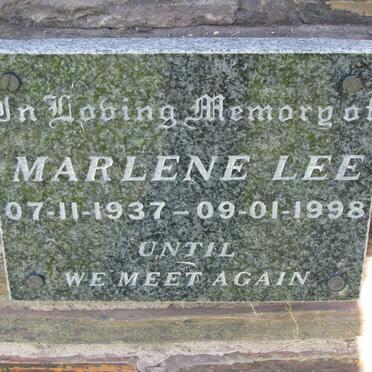 In Loving Memory of
MARLENE LEE
07-11-1937 - 09-01-1998
UNTIL
WE MEET AGAIN